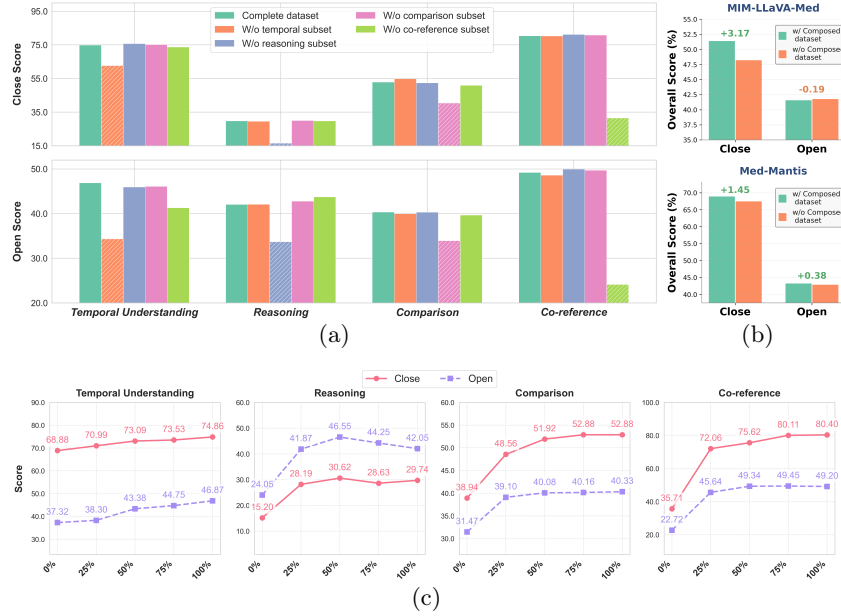 Complete dataset
W/o temporal subset
W/o reasoning subset
W/o comparison subset
W/o co-reference subset
Close Score
75.0
55.0
35.0
15.0
Open Score
50.0
40.0
30.0
20.0
Temporal Understanding
Reasoning
Comparison
Co-reference
(a)
MIM-LLaVA-Med
Overall Score (%)
55.0
52.5
50.0
47.5
45.0
42.5
40.0
37.5
35.0
+3.17
-0.19
w/ Composed
dataset
w/o Composed
dataset
Close
Open
Med-Mantis
Overall Score (%)
70.0
65.0
60.0
55.0
50.0
45.0
40.0
+1.45
+0.38
w/ Composed
dataset
w/o Composed
dataset
Close
Open
(b)
Close
Open
Temporal Understanding
Score
90.0
80.0
70.0
60.0
50.0
40.0
30.0
68.88
70.99
73.09
73.53
74.86
37.32
38.30
43.38
44.75
46.87
0%
25%
50%
75%
100%
Reasoning
60.0
50.0
40.0
30.0
20.0
10.0
24.05
41.87
46.55
44.25
42.05
15.20
28.19
30.62
28.63
29.74
0%
25%
50%
75%
100%
Comparison
60.0
50.0
40.0
30.0
38.94
48.56
51.92
52.88
52.88
31.47
39.10
40.08
40.16
40.33
0%
25%
50%
75%
100%
Co-reference
100.0
80.0
60.0
40.0
20.0
35.71
72.06
75.62
80.11
80.40
22.72
45.64
49.34
49.45
49.20
0%
25%
50%
75%
100%
(c)